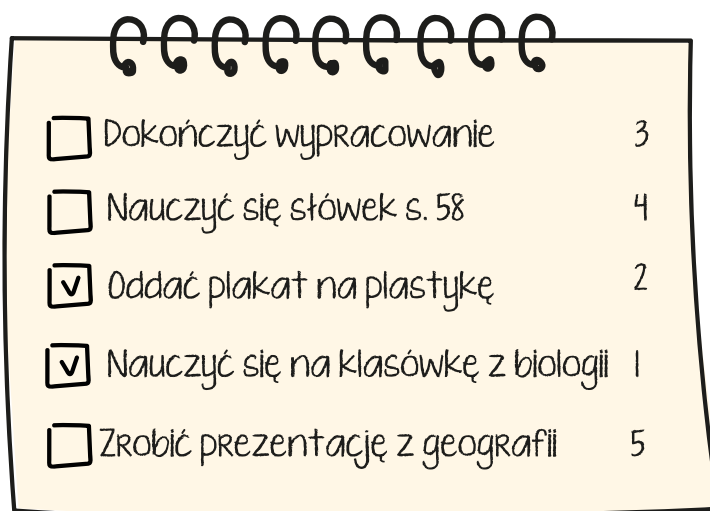 Dokończyć wypracowanie 3
Nauczyć się słówek s. 58 4
Oddać plakat na plastykę 2
Nauczyć się na klasówkę z biologii 1
Zrobić prezentację z geografii 5